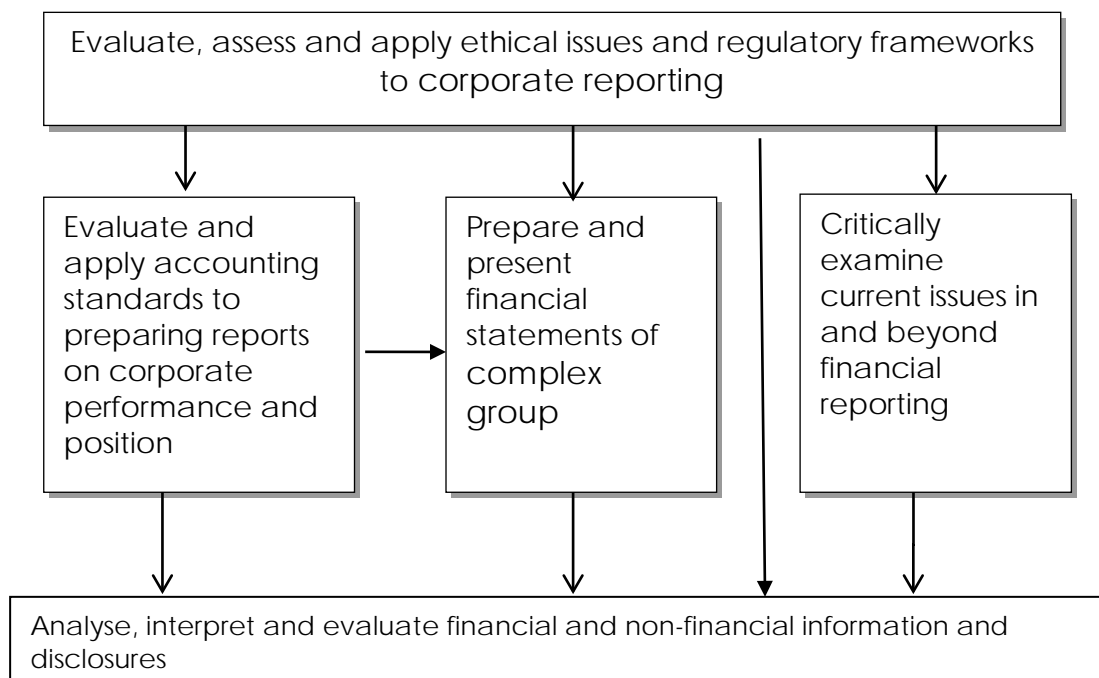 Evaluate, assess and apply ethical issues and regulatory frameworks
to corporate reporting
Evaluate and
apply accounting
standards to
preparing reports
on corporate
performance and
position
Prepare and
present
financial
statements of
complex
group
Critically
examine
current issues in
and beyond
financial
reporting
Analyse, interpret and evaluate financial and non-financial information and
disclosures